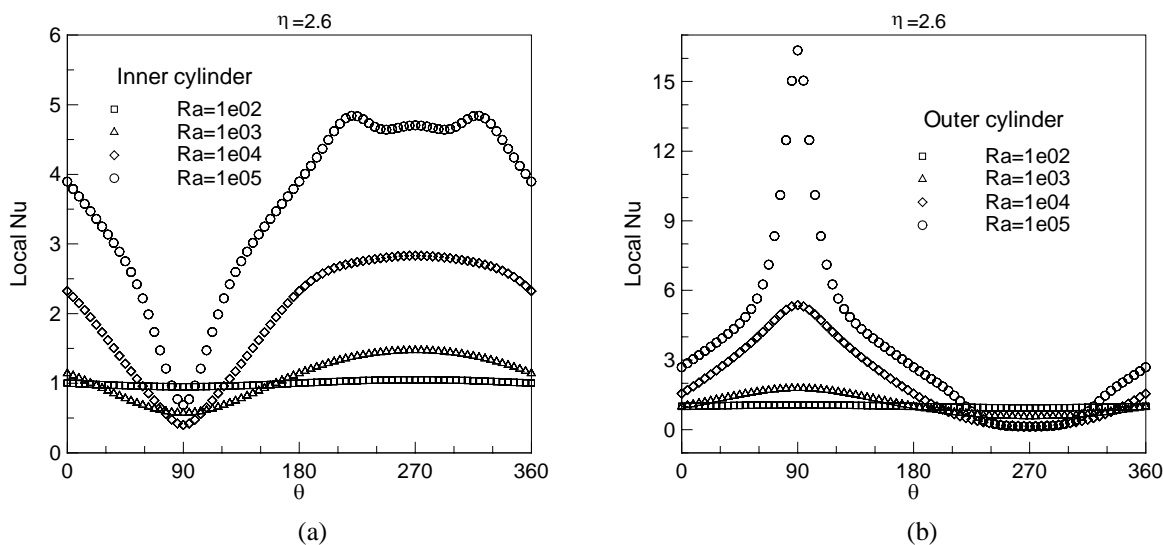 η=2.6
6
5
4
3
2
1
0
Local Nu
Inner cylinder
Ra=1e02
Ra=1e03
Ra=1e04
Ra=1e05
0
90
180
270
360
θ
(a)
η=2.6
15
12
9
6
3
0
Local Nu
Outer cylinder
Ra=1e02
Ra=1e03
Ra=1e04
Ra=1e05
0
90
180
270
360
θ
(b)